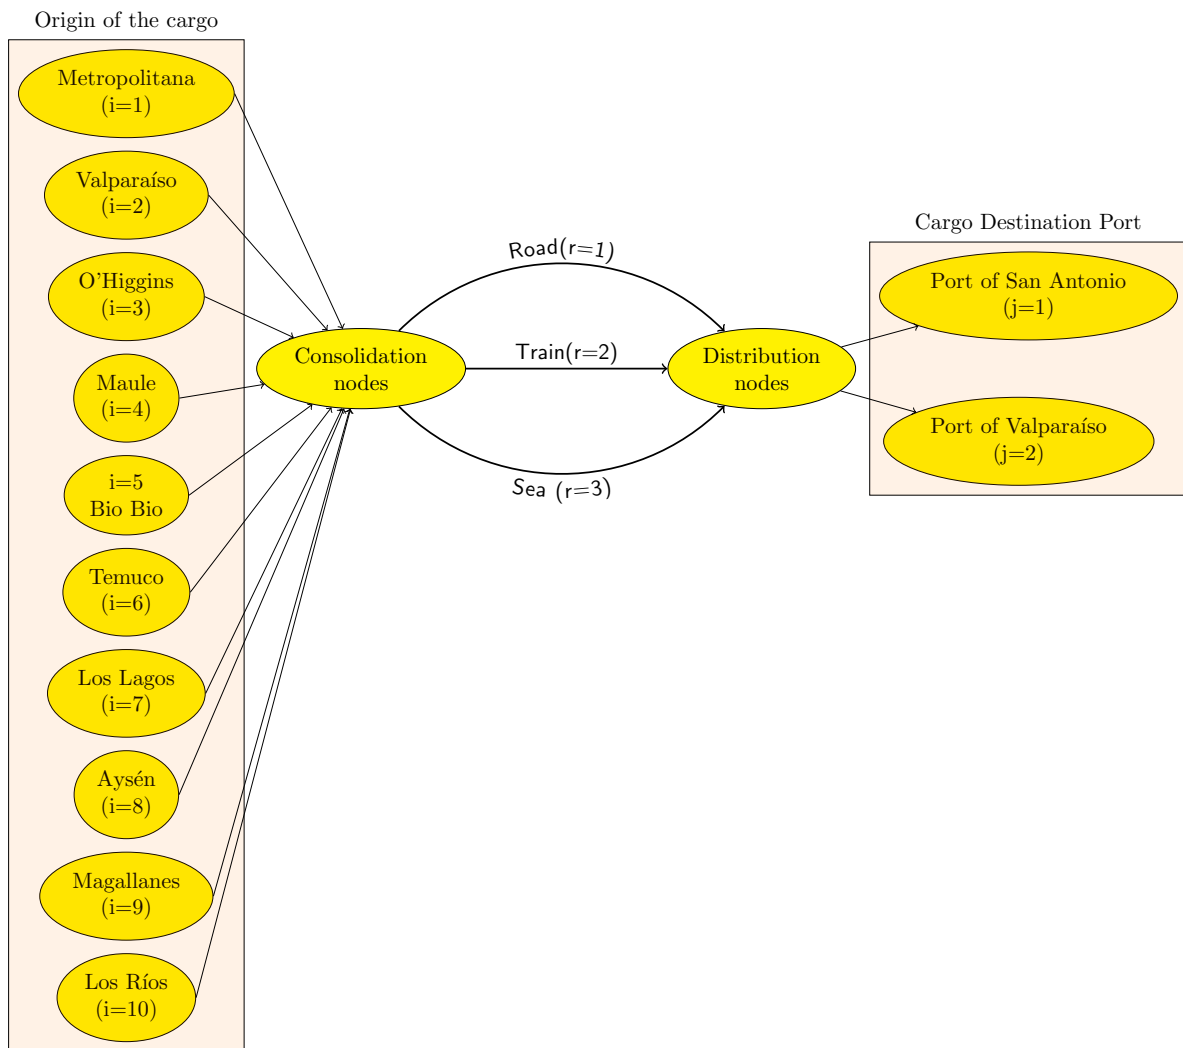 Origin of the cargo
Metropolitana
(i=1)
Valparaíso
(i=2)
O'Higgins
(i=3)
Maule
(i=4)
i=5
Bio Bio
Temuco
(i=6)
Los Lagos
(i=7)
Aysén
(i=8)
Magallanes
(i=9)
Los Ríos
(i=10)
Consolidation
nodes
Road(r=1)
Train(r=2)
Sea (r=3)
Distribution
nodes
Cargo Destination Port
Port of San Antonio
(j=1)
Port of Valparaíso
(j=2)